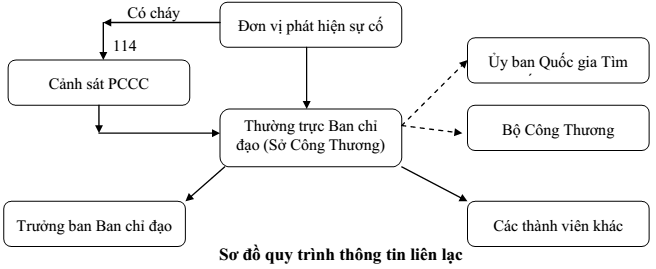 Có cháy
Đơn vị phát hiện sự cố
114
Ủy ban Quốc gia Tìm
Cảnh sát PCCC
Thường trực Ban chỉ
đạo (Sở Công Thương)
Bộ Công Thương
Trưởng ban Ban chỉ đạo
Các thành viên khác
Sơ đồ quy trình thông tin liên lạc